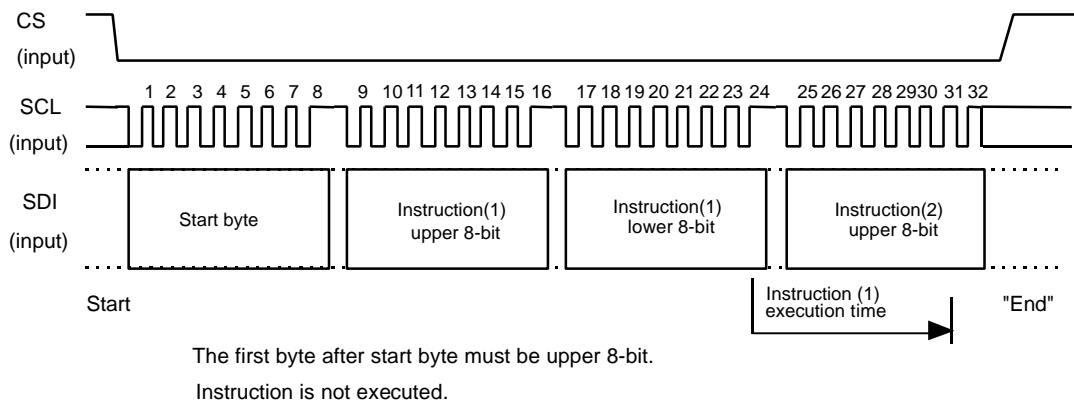 CS
(input)
1 2 3 4 5 6 7 8 9 10 11 12 13 14 15 16 17 18 19 20 21 22 23 24 25 26 27 28 29 30 31 32
SCL
(input)
SDI
(input)
Start byte
Instruction(1)
upper 8-bit
Instruction(1)
lower 8-bit
Instruction(2)
upper 8-bit
Start
Instruction (1)
execution time
"End"
The first byte after start byte must be upper 8-bit.
Instruction is not executed.